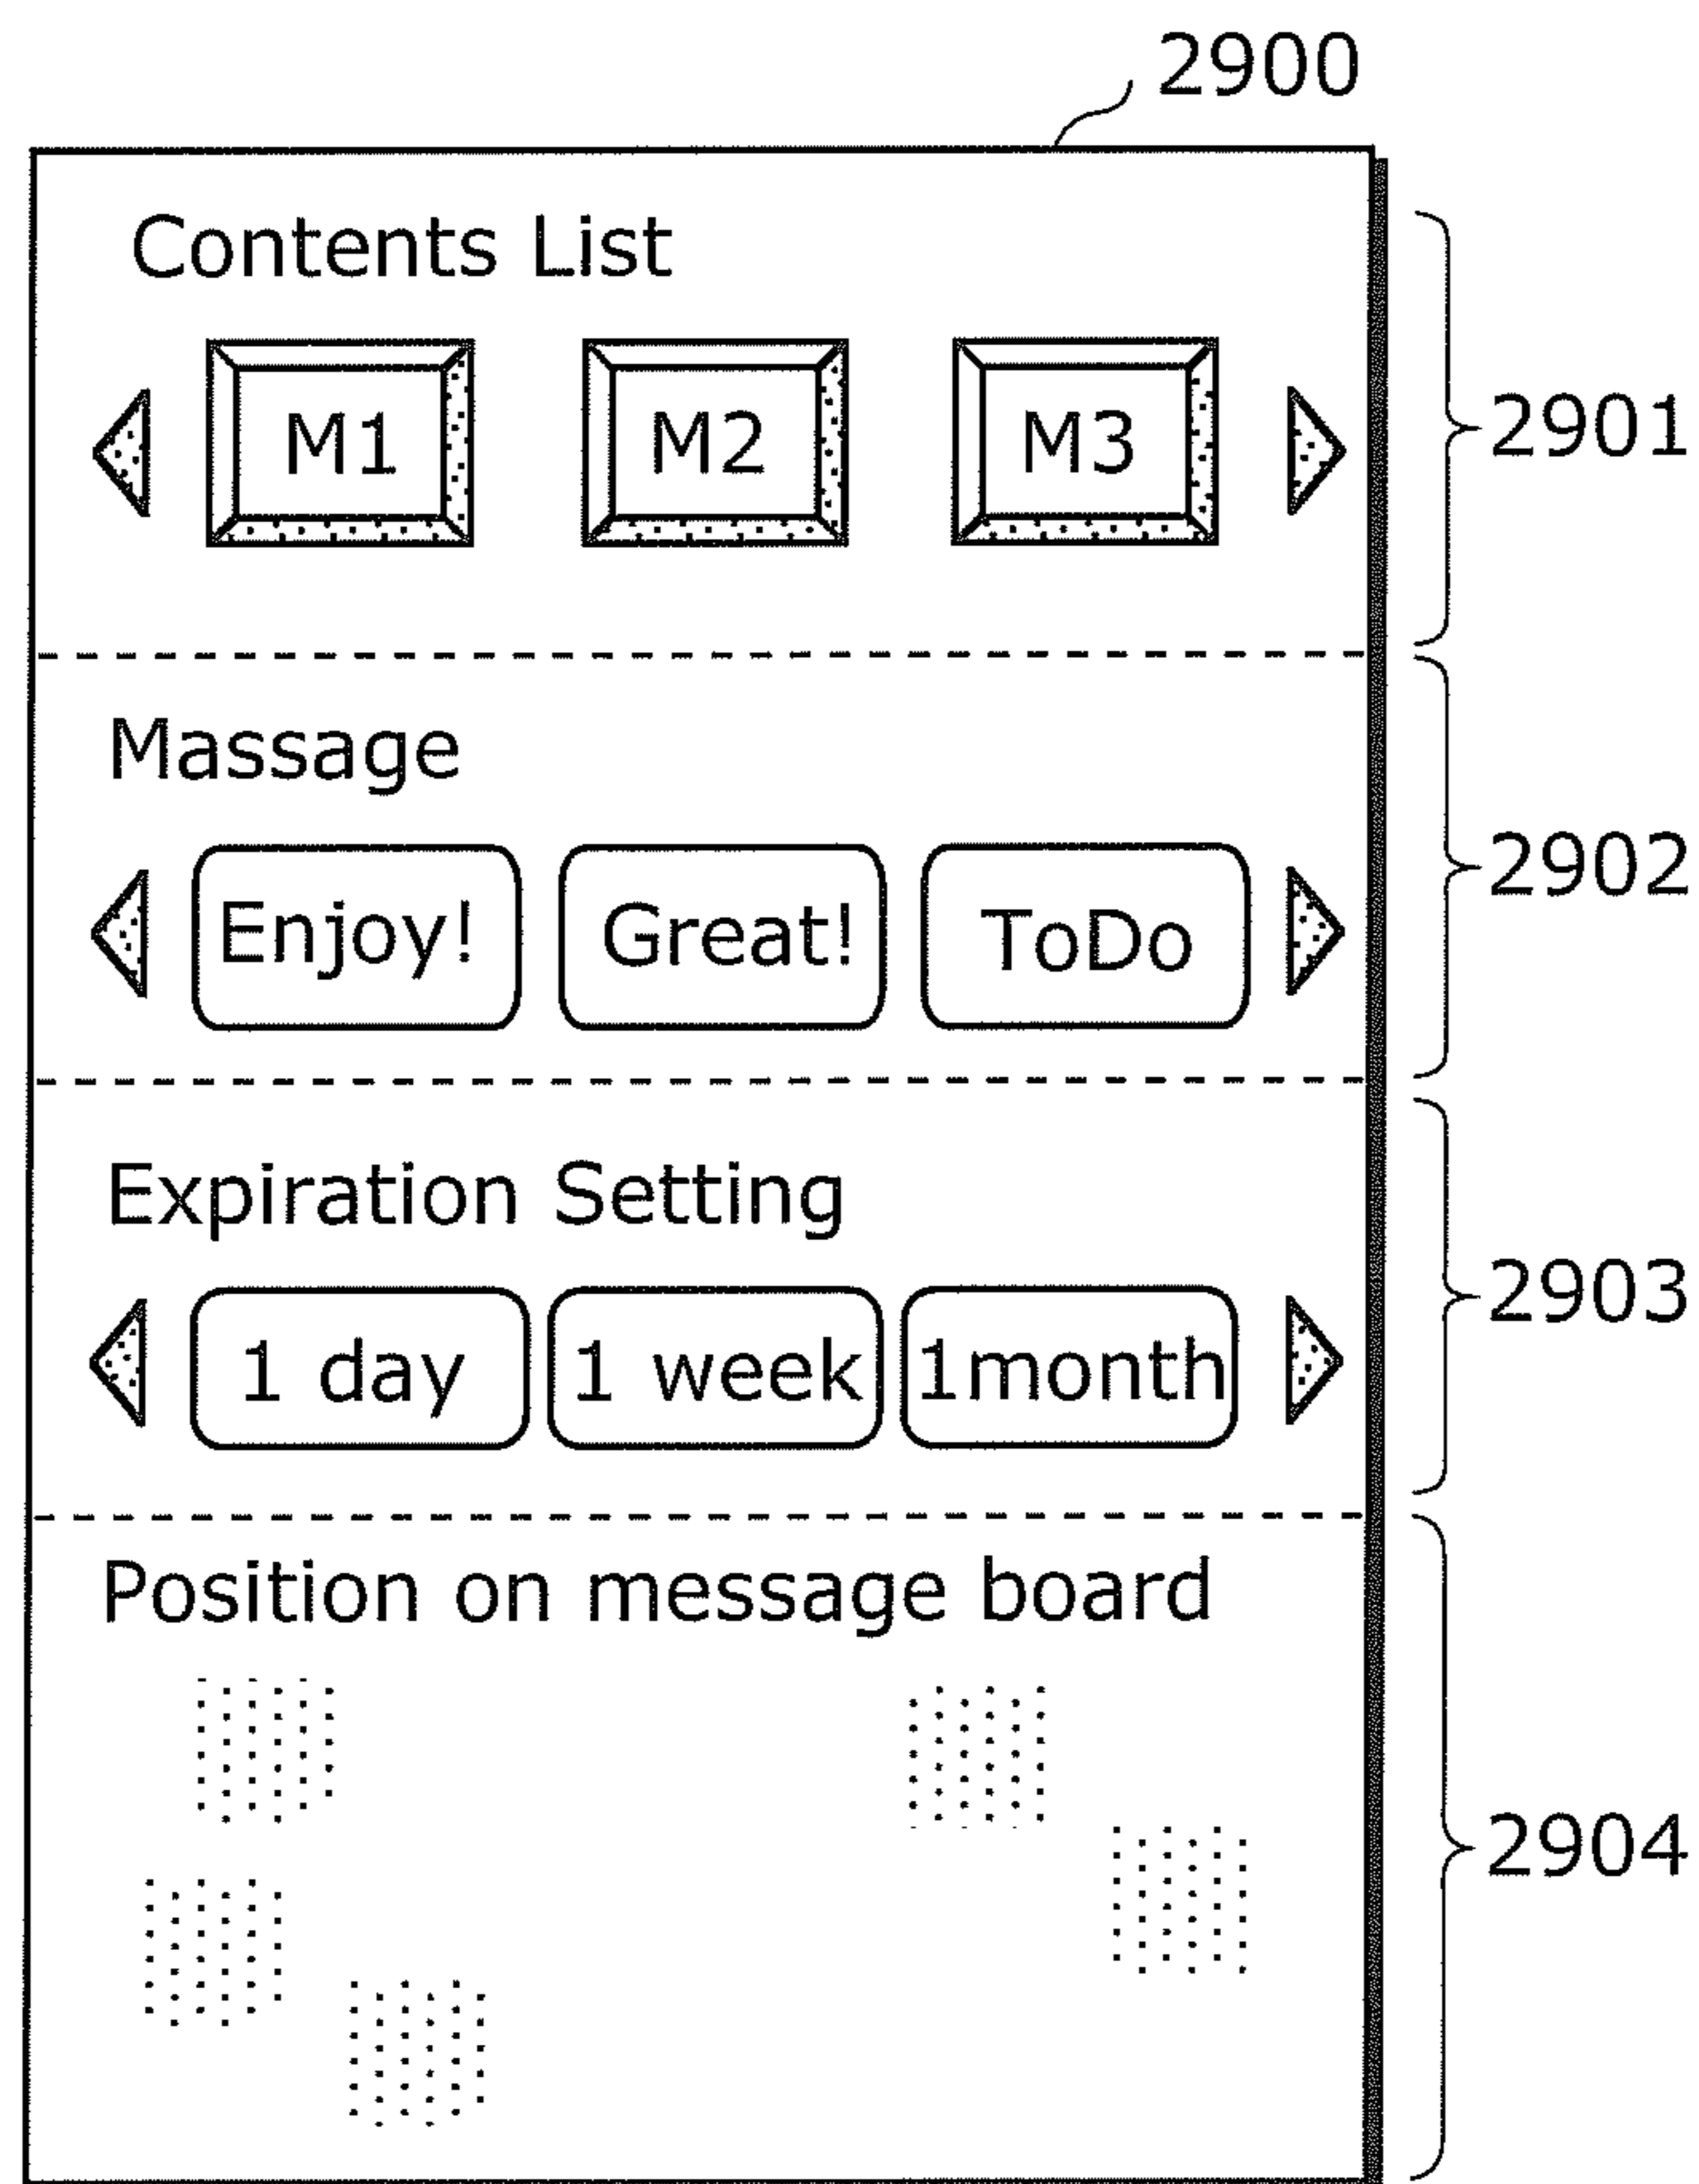 2900
Contents List
M1 M2 M3
2901
Massage
Enjoy! Great! ToDo
2902
Expiration Setting
1 day 1 week 1month
2903
Position on message board
2904